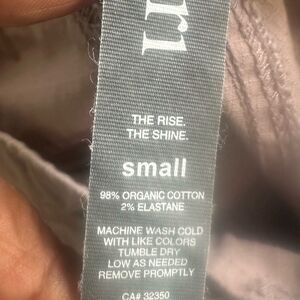 THE RISE.
THE SHINE.
small
98% ORGANIC COTTON
2% ELASTANE
MACHINE WASH COLD
WITH LIKE COLORS
TUMBLE DRY
LOW AS NEEDED
REMOVE PROMPTLY
CA# 32350